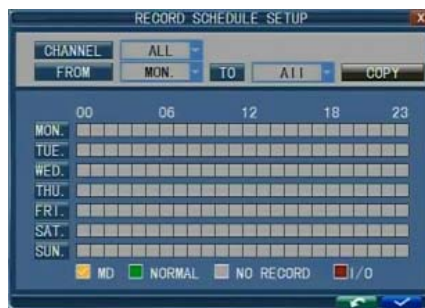 RECORD SCHEDULE SETUP X
CHANNEL ALL
FROM MON. TO All COPY
00 06 12 18 23
MON.
TUE.
WED.
THU.
FRI.
SAT.
SUN.
MD NORMAL NO RECORD I/O